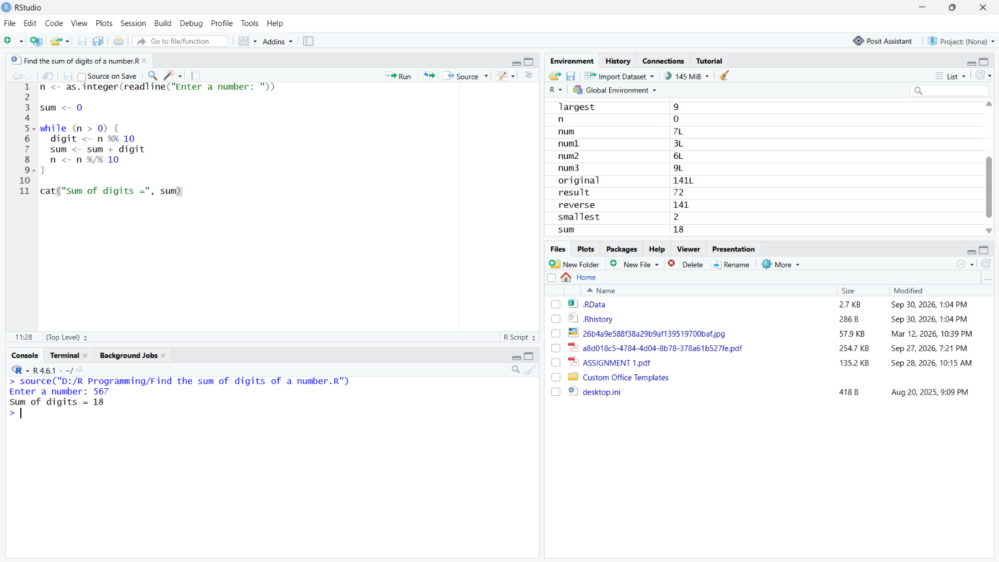 RStudio
File Edit Code View Plots Session Build Debug Profile Tools Help
Go to file/function Addins Posit Assistant Project: (None)
Find the sum of digits of a number.R
Source on Save Run Source
1 n <- as.integer(readline("Enter a number: "))
2
3 sum <- 0
4
5 while (n > 0) {
6 digit <- n %% 10
7 sum <- sum + digit
8 n <- n %/% 10
9 }
10
11 cat("Sum of digits =", sum)
11:28 (Top Level) R Script
Console Terminal Background Jobs
R 4.6.1 · ~/
> source("D:/R Programming/Find the sum of digits of a number.R")
Enter a number: 567
Sum of digits = 18
>
Environment History Connections Tutorial
Import Dataset 145 MiB List
R Global Environment
largest 9
n 0
num 7L
num1 3L
num2 6L
num3 9L
original 141L
result 72
reverse 141
smallest 2
sum 18
Files Plots Packages Help Viewer Presentation
New Folder New File Delete Rename More
Home ...
Name Size Modified
.RData 2.7 KB Sep 30, 2026, 1:04 PM
.Rhistory 286 B Sep 30, 2026, 1:04 PM
26b4a9e588f38a29b9af139519700baf.jpg 57.9 KB Mar 12, 2026, 10:39 PM
a8d018c5-4784-4d04-8b78-378a61b527fe.pdf 254.7 KB Sep 27, 2026, 7:21 PM
ASSIGNMENT 1.pdf 135.2 KB Sep 28, 2026, 10:15 AM
Custom Office Templates
desktop.ini 418 B Aug 20, 2025, 9:09 PM